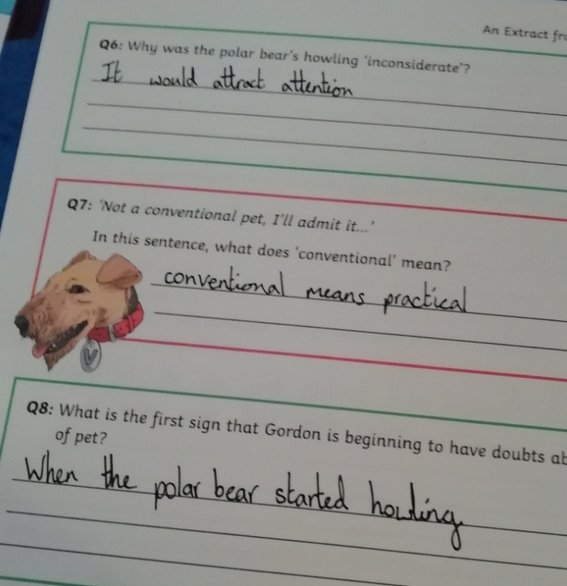 An Extract fr
Q6: Why was the polar bear's howling 'inconsiderate'?
It would attract attention
Q7: 'Not a conventional pet, I'll admit it...'
In this sentence, what does 'conventional' mean?
conventional means practical
Q8: What is the first sign that Gordon is beginning to have doubts ab
of pet?
When the polar bear started howling